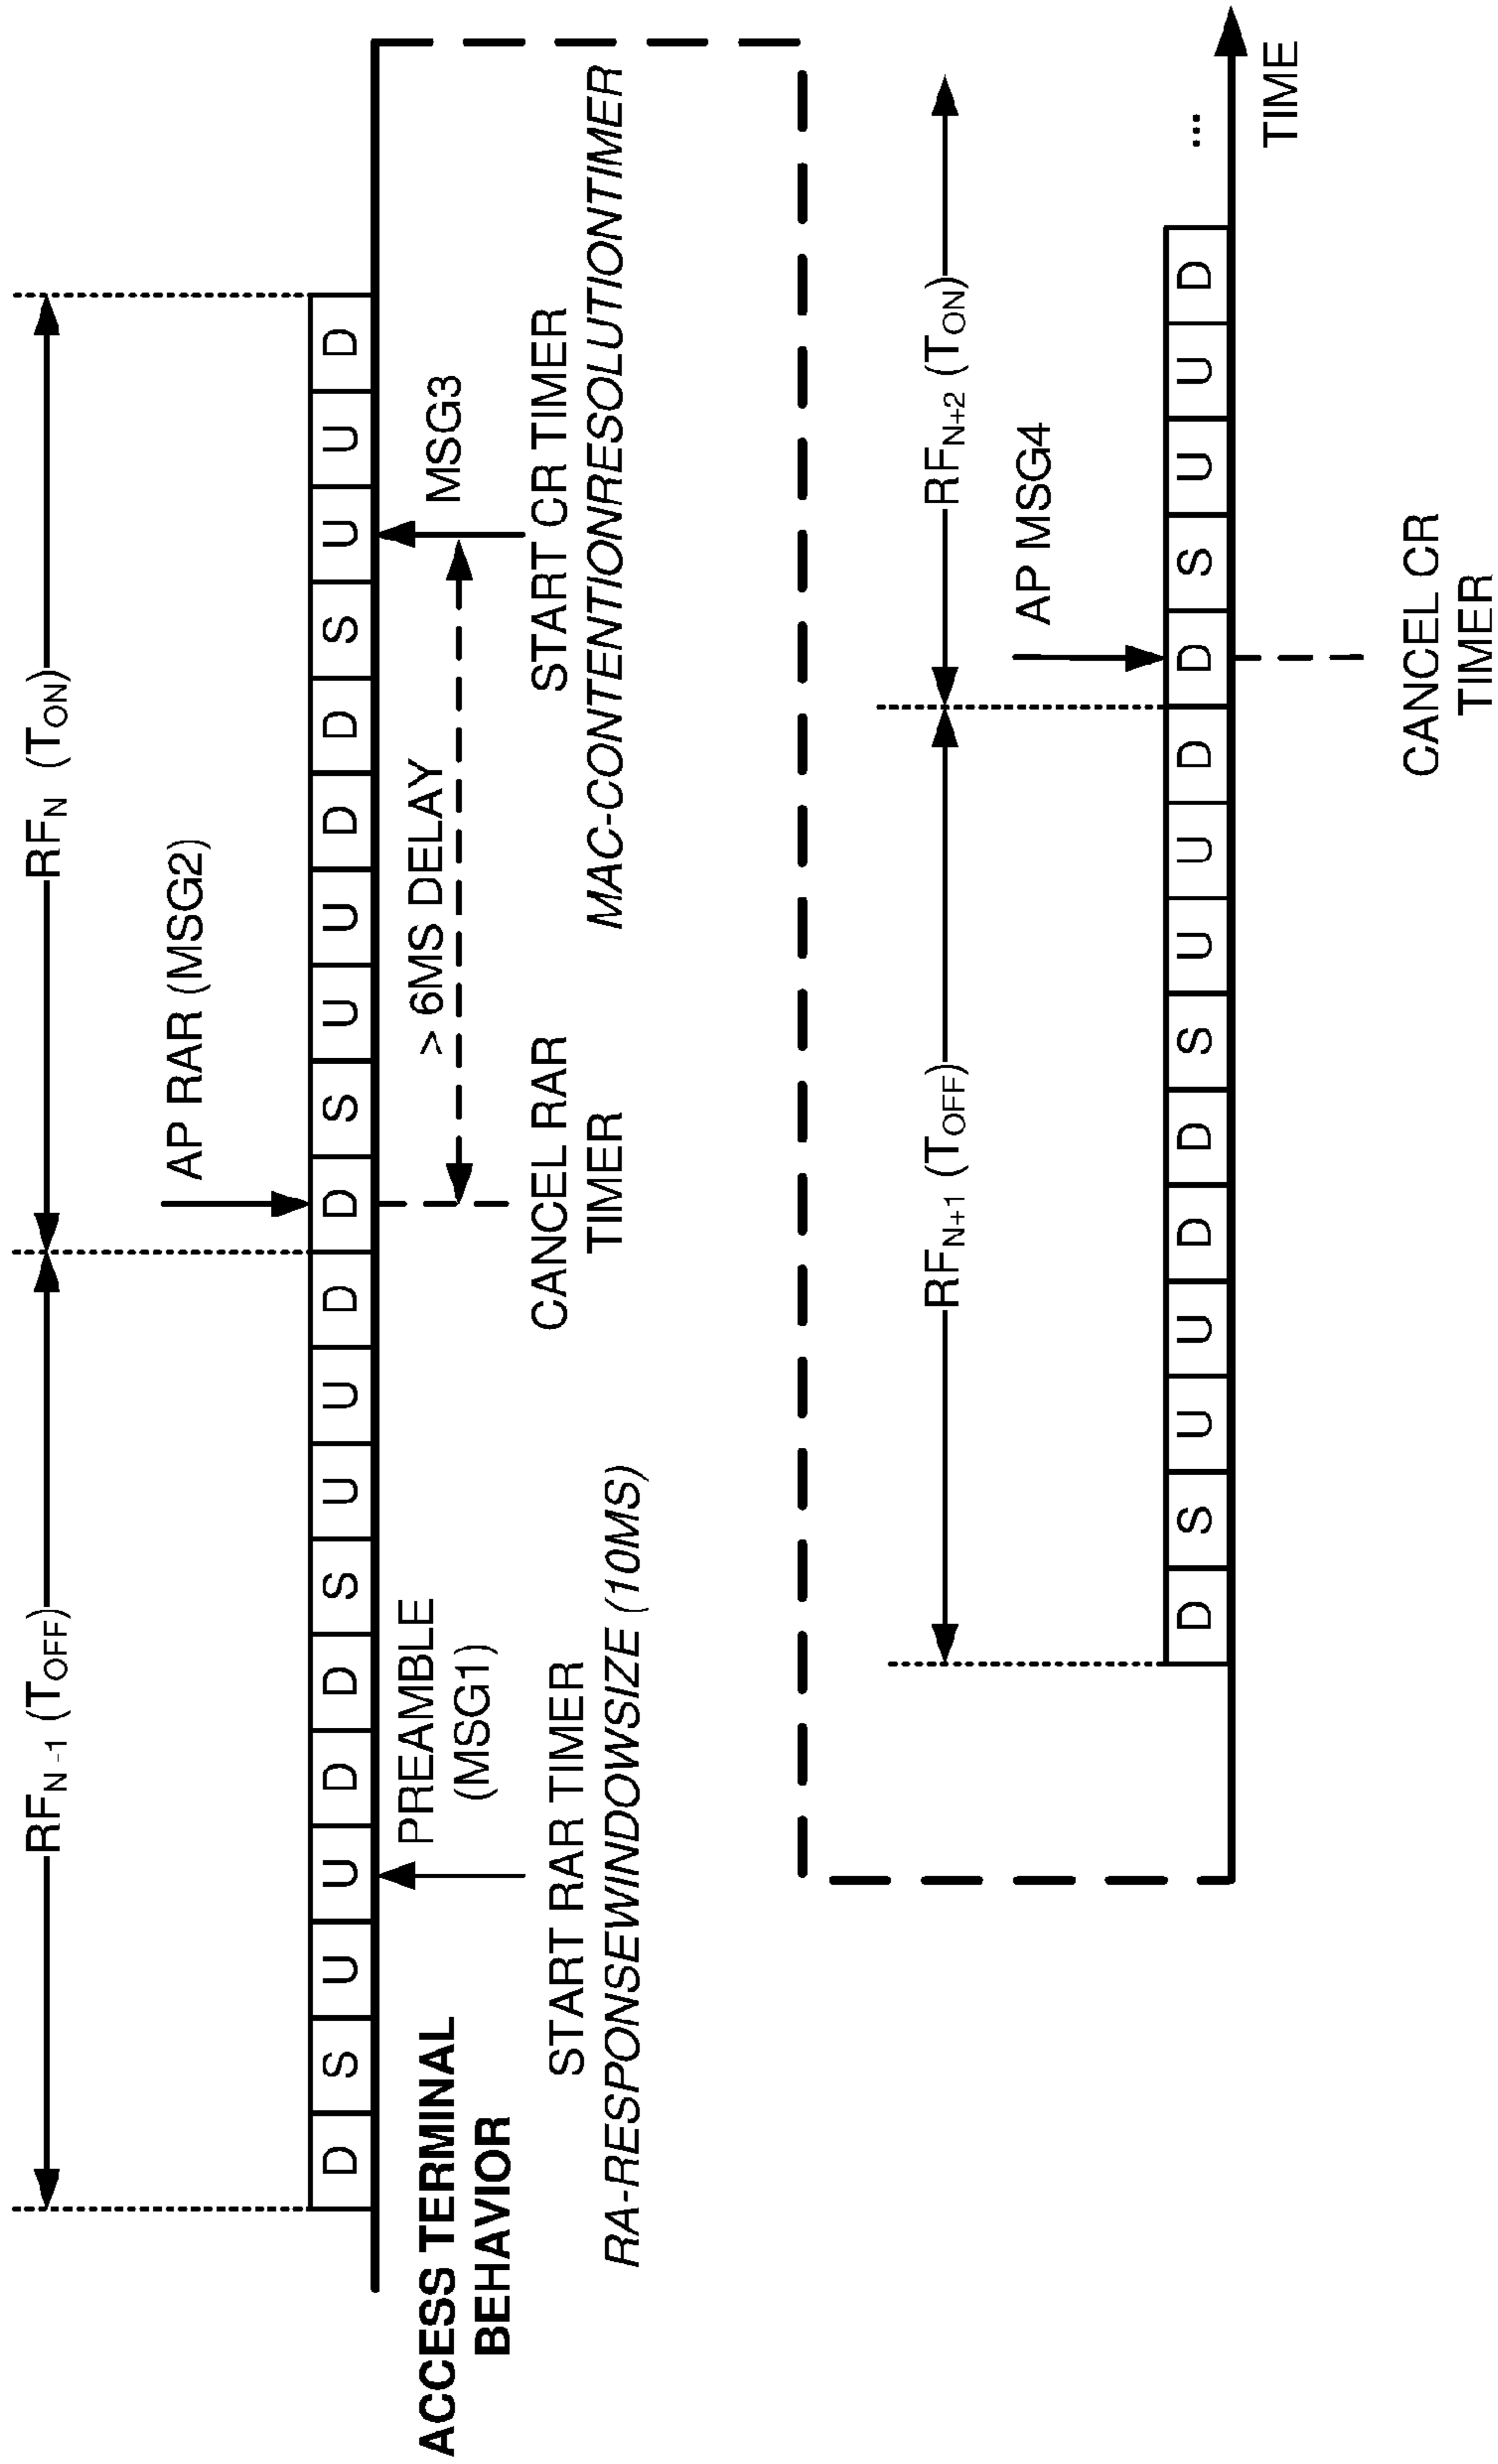 RF_N-1 (T_OFF) RF_N (T_ON)
AP RAR (MSG2)
D S U U D D S U U D D S U U D D S U U D
ACCESS TERMINAL
BEHAVIOR
PREAMBLE
(MSG1)
> 6MS DELAY
MSG3
START RAR TIMER
RA-RESPONSEWINDOWSIZE (10MS)
CANCEL RAR
TIMER
START CR TIMER
MAC-CONTENTIONRESOLUTIONTIMER
RF_N+1 (T_OFF) RF_N+2 (T_ON)
AP MSG4
D S U U D D S U U D D S U U D ...
TIME
CANCEL CR
TIMER